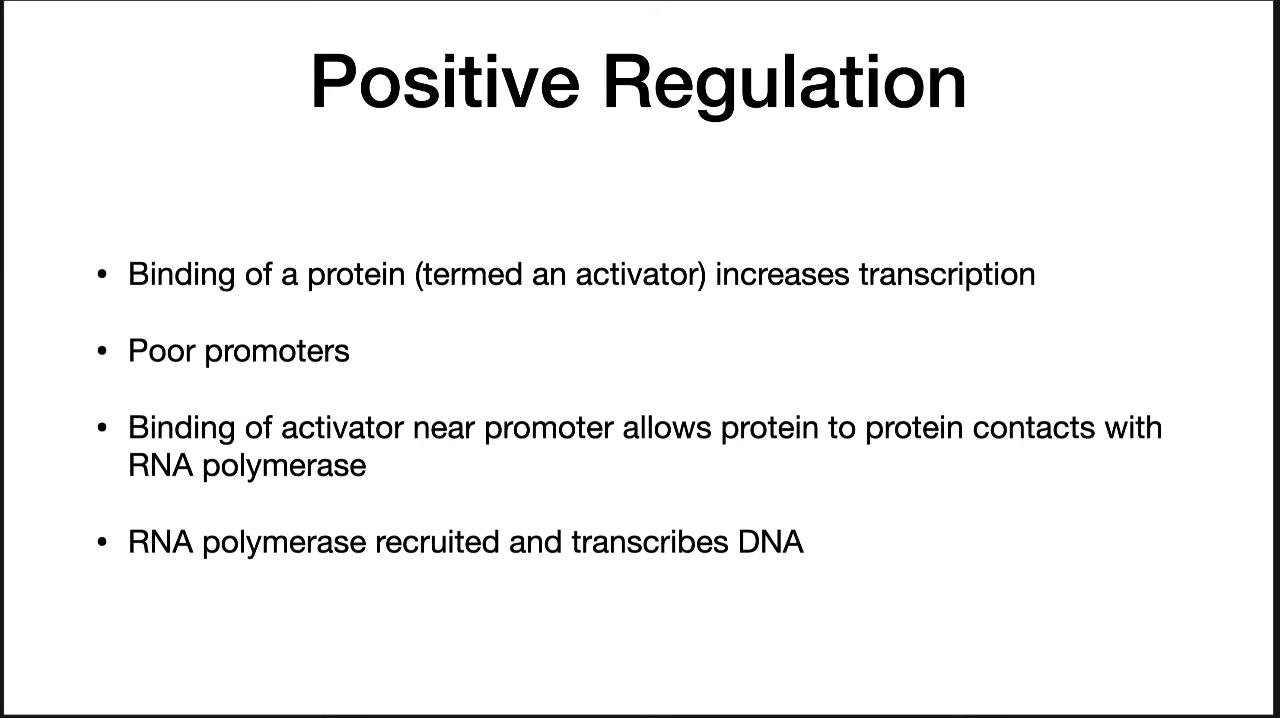 Positive Regulation
• Binding of a protein (termed an activator) increases transcription
• Poor promoters
• Binding of activator near promoter allows protein to protein contacts with
RNA polymerase
• RNA polymerase recruited and transcribes DNA